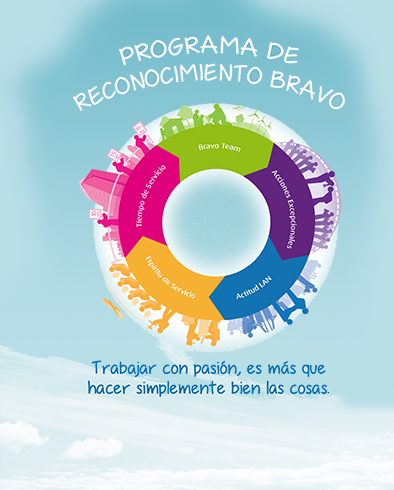 PROGRAMA DE
RECONOCIMIENTO BRAVO
Bravo Team
Acciones Excepcionales
Actitud LAN
Espíritu de Servicio
Tiempo de Servicio
Trabajar con pasión, es más que
hacer simplemente bien las cosas.